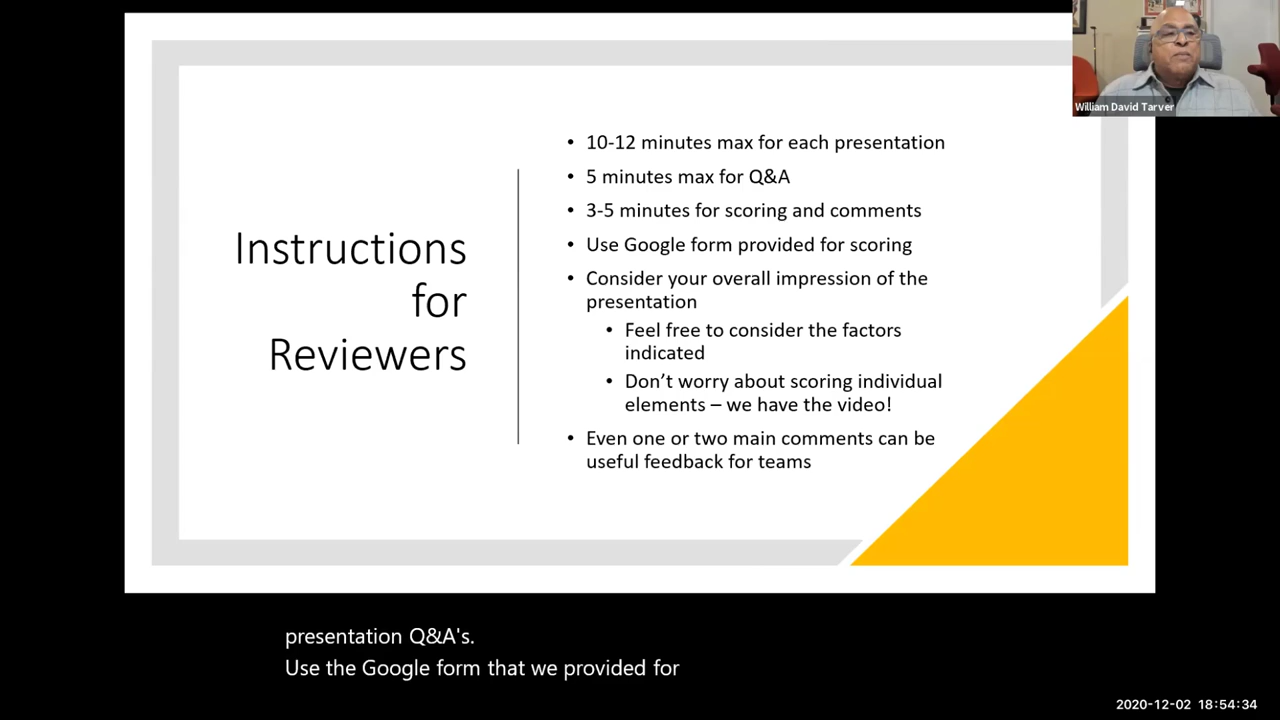 William David Tarver
Instructions
for
Reviewers
• 10-12 minutes max for each presentation
• 5 minutes max for Q&A
• 3-5 minutes for scoring and comments
• Use Google form provided for scoring
• Consider your overall impression of the
presentation
• Feel free to consider the factors
indicated
• Don’t worry about scoring individual
elements – we have the video!
• Even one or two main comments can be
useful feedback for teams
presentation Q&A's.
Use the Google form that we provided for
2020-12-02 18:54:34